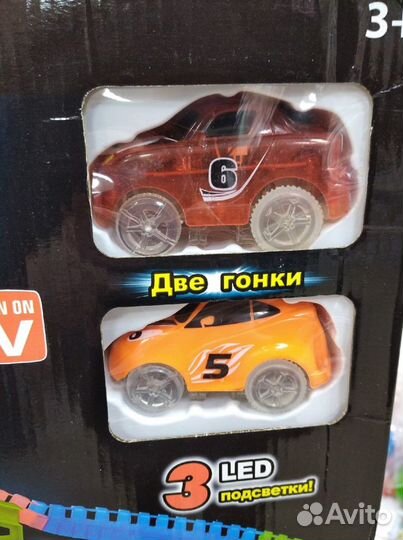 3+
6
Две гонки
N ON
V
5
3 LED
подсветки!
Avito